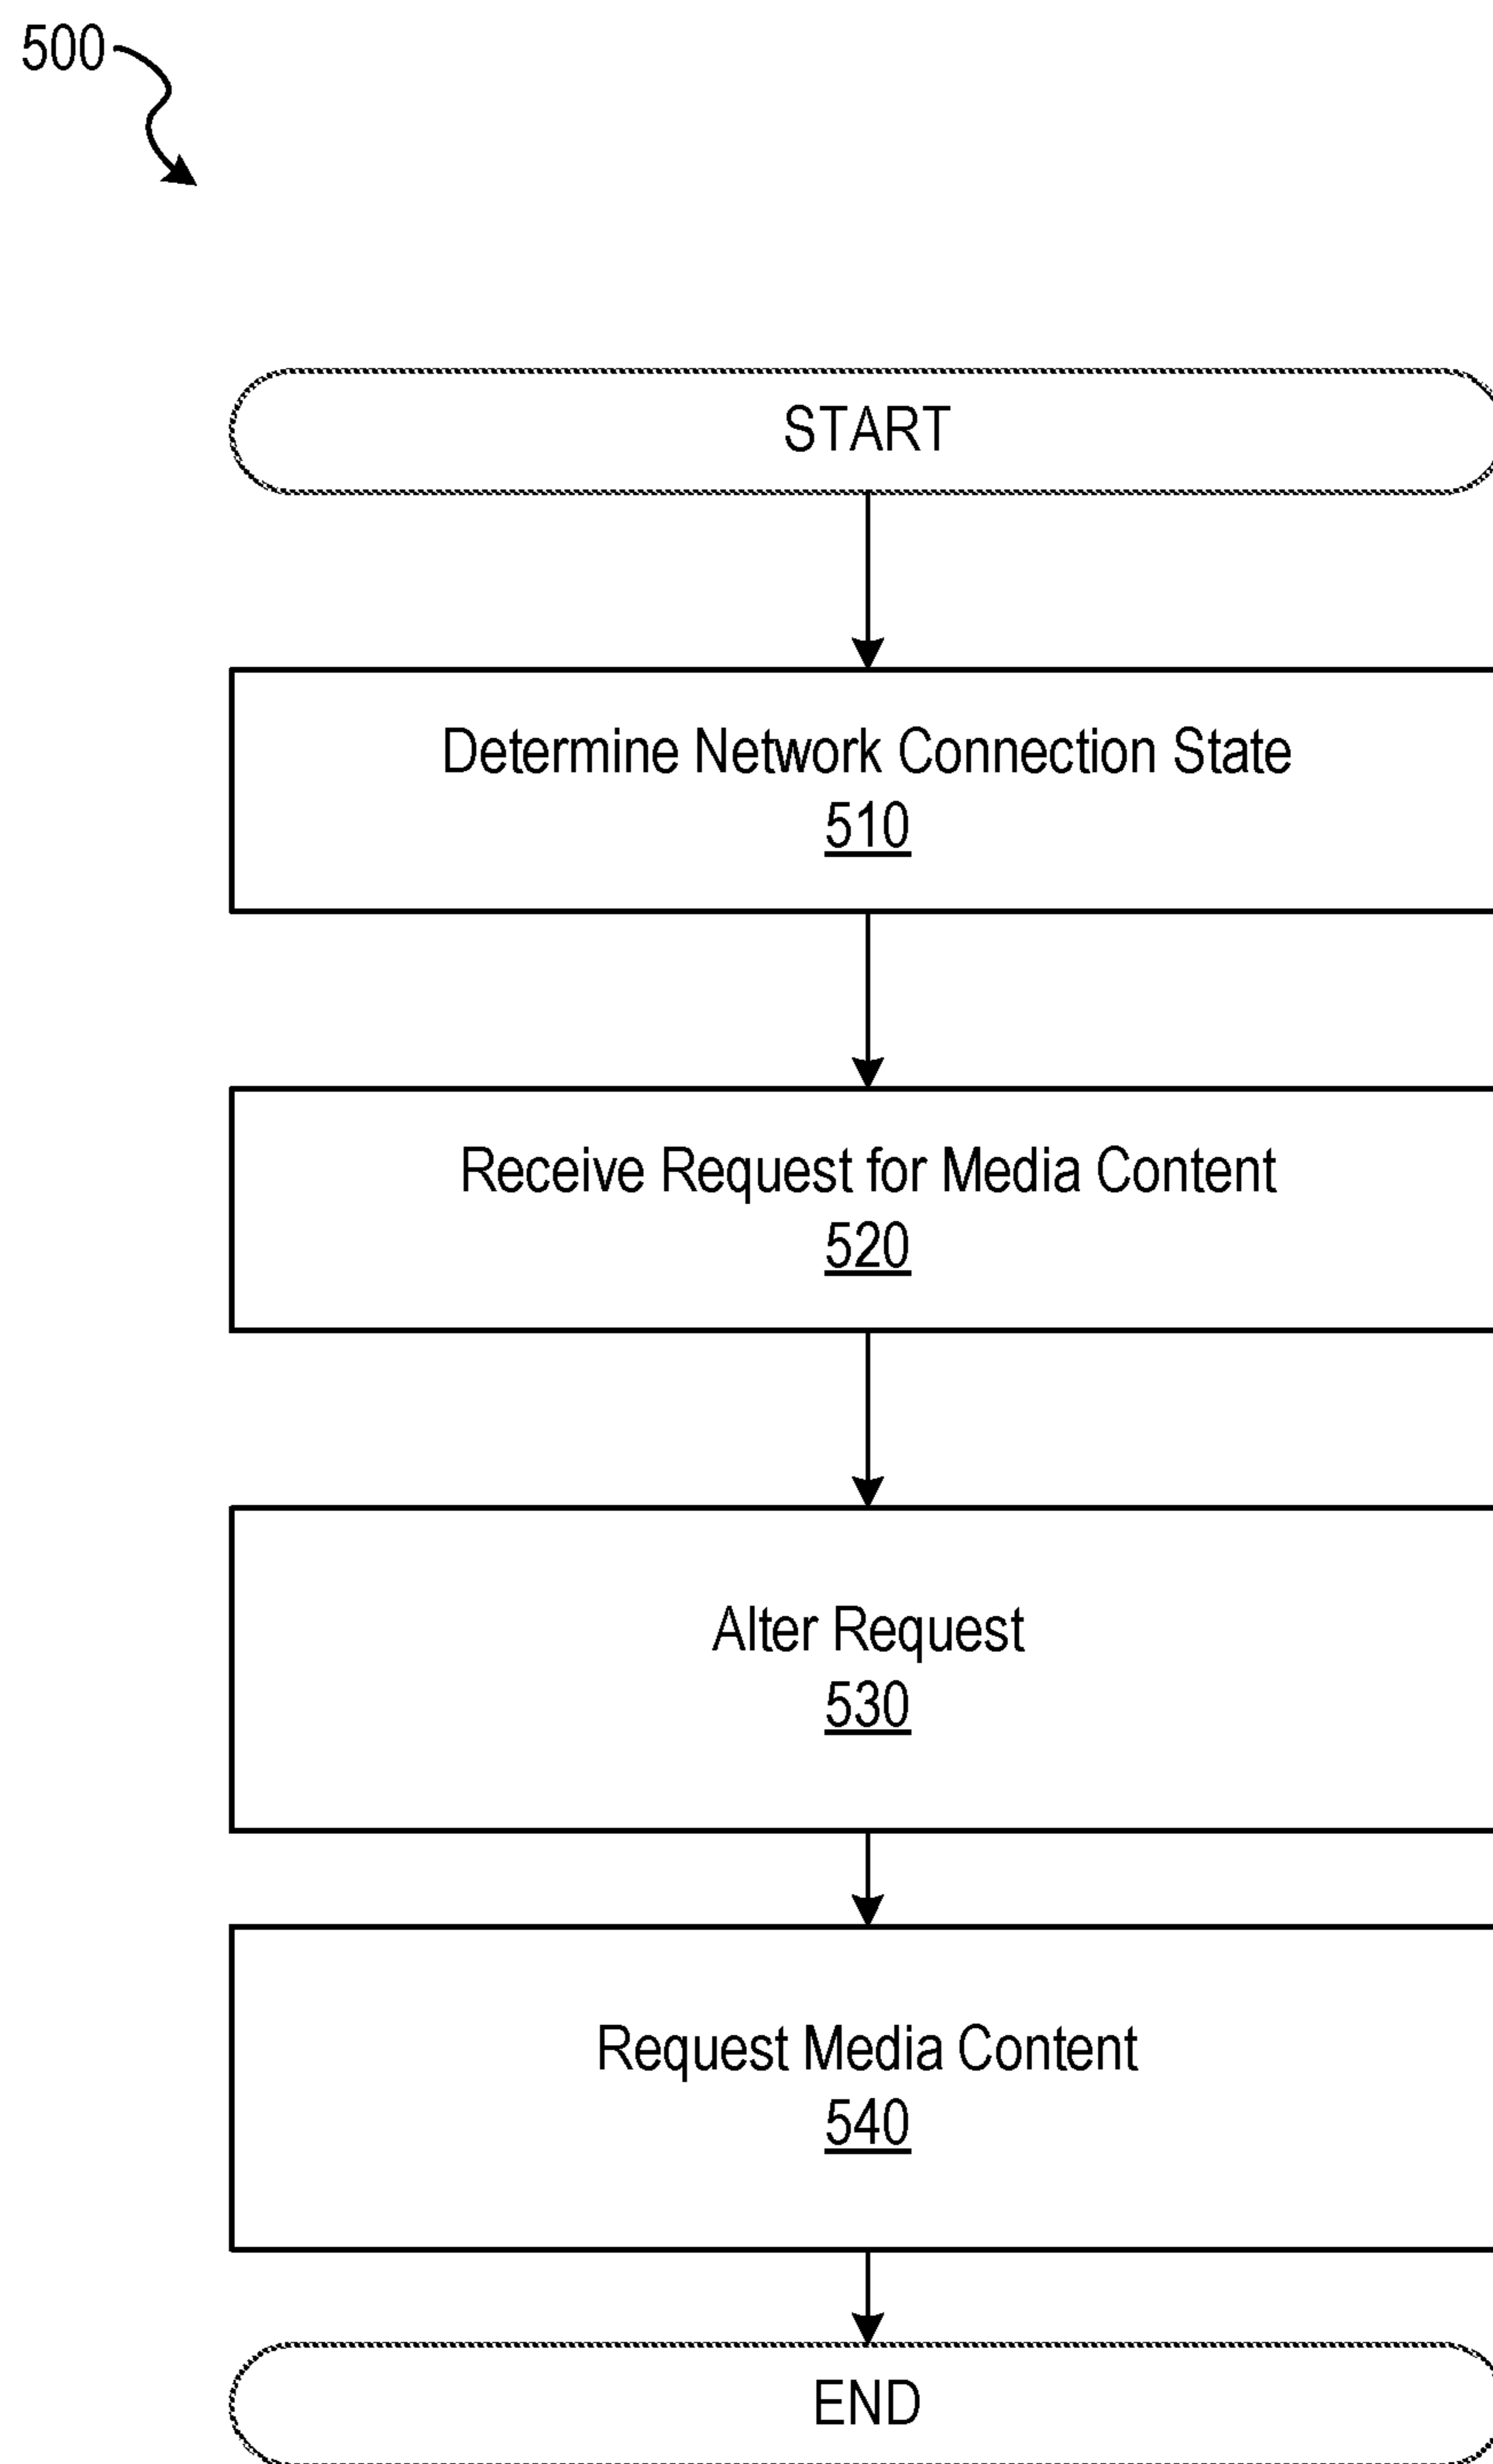 500
START
Determine Network Connection State
510
Receive Request for Media Content
520
Alter Request
530
Request Media Content
540
END